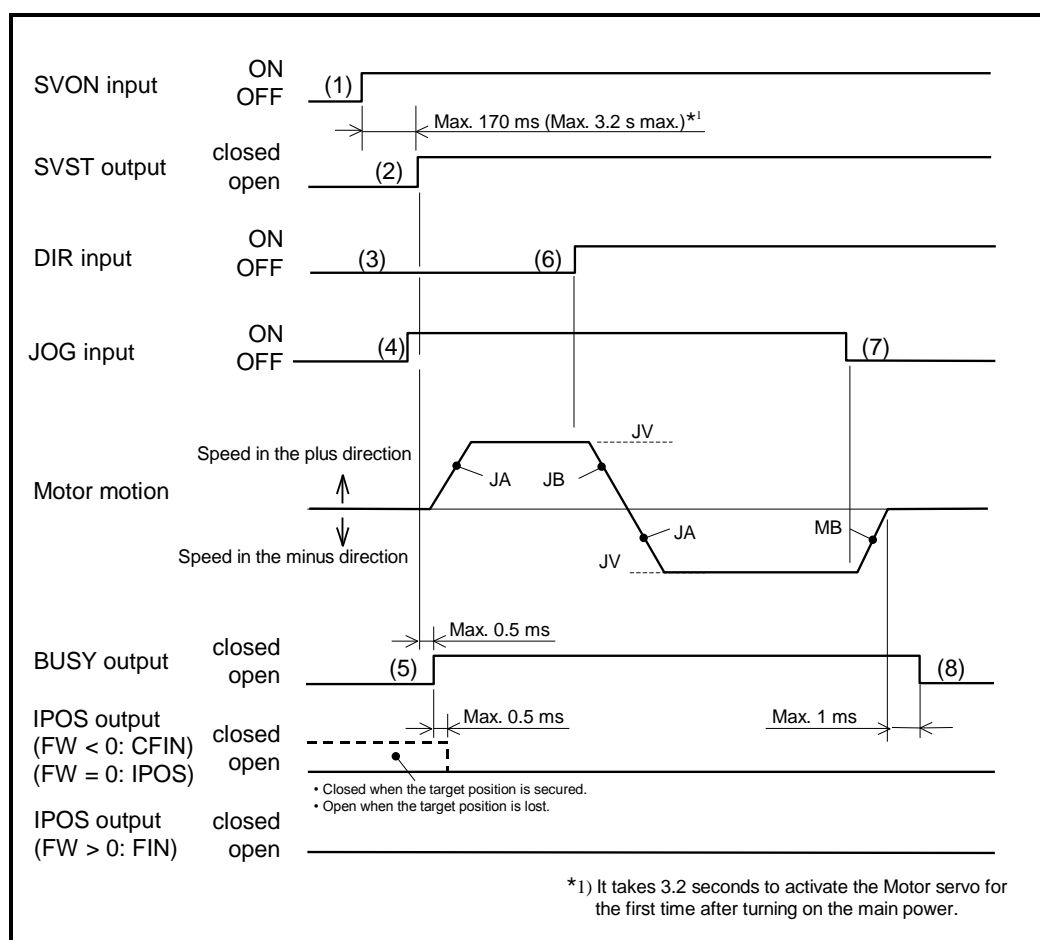 SVON input
ON
OFF
(1)
Max. 170 ms (Max. 3.2 s max.)*1
SVST output
closed
open
(2)
DIR input
ON
OFF
(3)
(6)
JOG input
ON
OFF
(4)
(7)
Motor motion
Speed in the plus direction
Speed in the minus direction
JV
JA
JB
JA
JV
MB
BUSY output
closed
open
(5)
Max. 0.5 ms
(8)
IPOS output
(FW < 0: CFIN)
(FW = 0: IPOS)
closed
open
Max. 0.5 ms
Max. 1 ms
• Closed when the target position is secured.
• Open when the target position is lost.
IPOS output
(FW > 0: FIN)
closed
open
*1) It takes 3.2 seconds to activate the Motor servo for
the first time after turning on the main power.